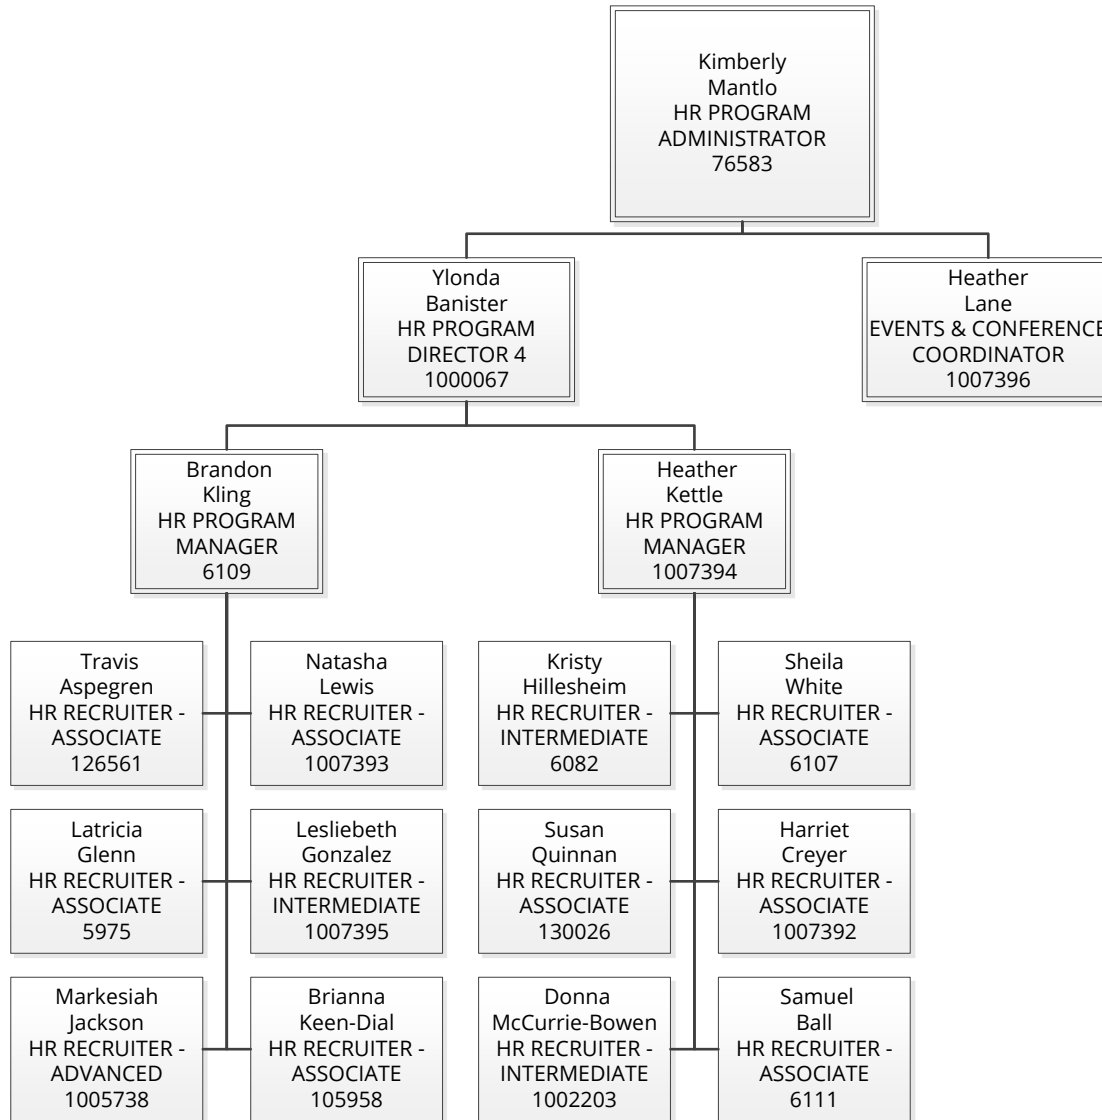 Kimberly
Mantlo
HR PROGRAM
ADMINISTRATOR
76583
Ylonda
Banister
HR PROGRAM
DIRECTOR 4
1000067
Heather
Lane
EVENTS & CONFERENCE
COORDINATOR
1007396
Brandon
Kling
HR PROGRAM
MANAGER
6109
Heather
Kettle
HR PROGRAM
MANAGER
1007394
Travis
Aspegren
HR RECRUITER -
ASSOCIATE
126561
Natasha
Lewis
HR RECRUITER -
ASSOCIATE
1007393
Kristy
Hillesheim
HR RECRUITER -
INTERMEDIATE
6082
Sheila
White
HR RECRUITER -
ASSOCIATE
6107
Latricia
Glenn
HR RECRUITER -
ASSOCIATE
5975
Lesliebeth
Gonzalez
HR RECRUITER -
INTERMEDIATE
1007395
Susan
Quinnan
HR RECRUITER -
ASSOCIATE
130026
Harriet
Creyer
HR RECRUITER -
ASSOCIATE
1007392
Markesiah
Jackson
HR RECRUITER -
ADVANCED
1005738
Brianna
Keen-Dial
HR RECRUITER -
ASSOCIATE
105958
Donna
McCurrie-Bowen
HR RECRUITER -
INTERMEDIATE
1002203
Samuel
Ball
HR RECRUITER -
ASSOCIATE
6111